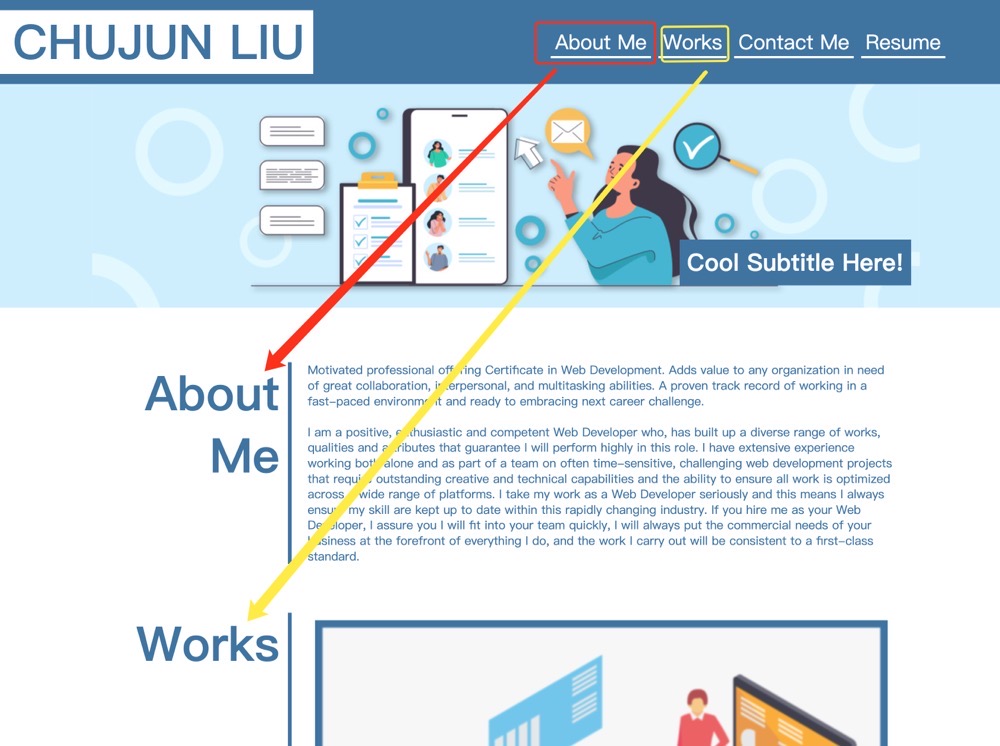 CHUJUN LIU
About Me Works Contact Me Resume
Cool Subtitle Here!
About
Me
Motivated professional offering Certificate in Web Development. Adds value to any organization in need
of great collaboration, interpersonal, and multitasking abilities. A proven track record of working in a
fast-paced environment and ready to embracing next career challenge.
I am a positive, enthusiastic and competent Web Developer who, has built up a diverse range of works,
qualities and attributes that guarantee I will perform highly in this role. I have extensive experience
working both alone and as part of a team on often time-sensitive, challenging web development projects
that require outstanding creative and technical capabilities and the ability to ensure all work is optimized
across a wide range of platforms. I take my work as a Web Developer seriously and this means I always
ensure my skill are kept up to date within this rapidly changing industry. If you hire me as your Web
Developer, I assure you I will fit into your team quickly, I will always put the commercial needs of your
business at the forefront of everything I do, and the work I carry out will be consistent to a first-class
standard.
Works